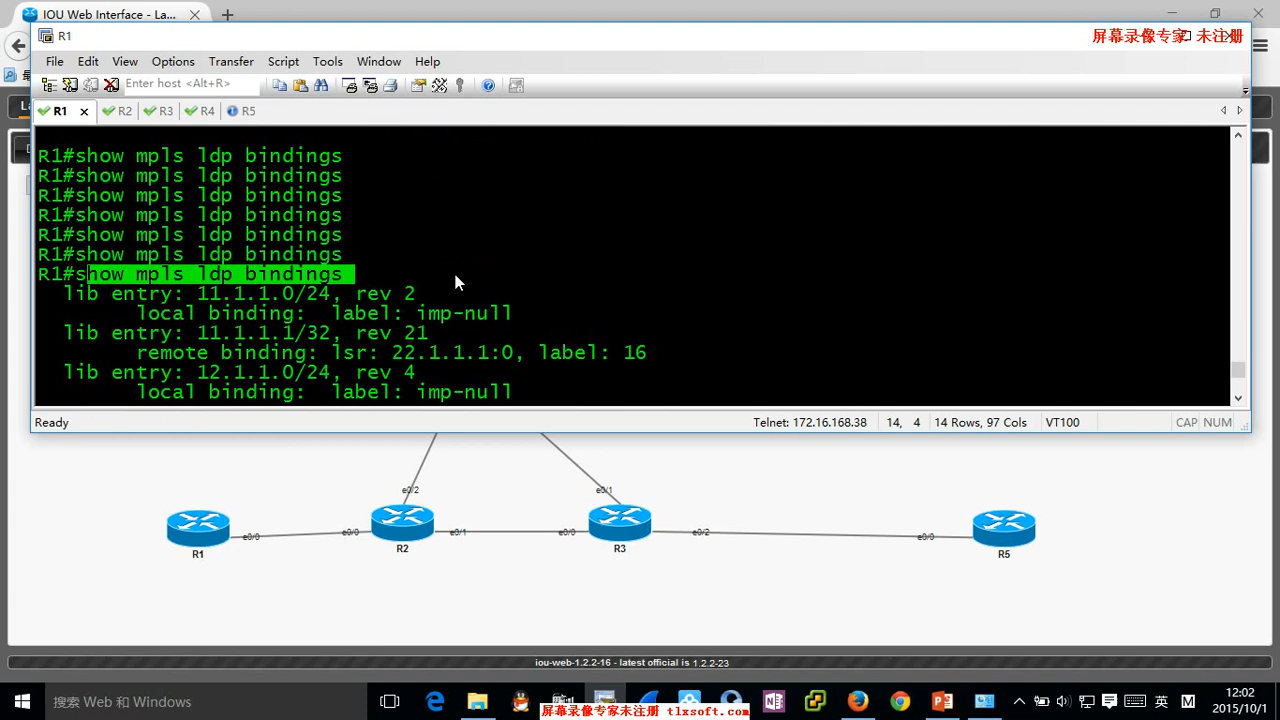 IOU Web Interface - La...
R1
屏幕录像专家 未注册
File Edit View Options Transfer Script Tools Window Help
Enter host <Alt+R>
R1 R2 R3 R4 R5
R1#show mpls ldp bindings
R1#show mpls ldp bindings
R1#show mpls ldp bindings
R1#show mpls ldp bindings
R1#show mpls ldp bindings
R1#show mpls ldp bindings
R1#show mpls ldp bindings
lib entry: 11.1.1.0/24, rev 2
local binding: label: imp-null
lib entry: 11.1.1.1/32, rev 21
remote binding: lsr: 22.1.1.1:0, label: 16
lib entry: 12.1.1.0/24, rev 4
local binding: label: imp-null
Ready Telnet: 172.16.168.38 14, 4 14 Rows, 97 Cols VT100 CAP NUM
e0/2 e0/1
e0/0 e0/0 e0/1 e0/0 e0/2 e0/0
R1 R2 R3 R5
iou-web-1.2.2-16 - latest official is 1.2.2-23
搜索 Web 和 Windows
英
12:02
2015/10/1
屏幕录像专家未注册 tlxsoft.com